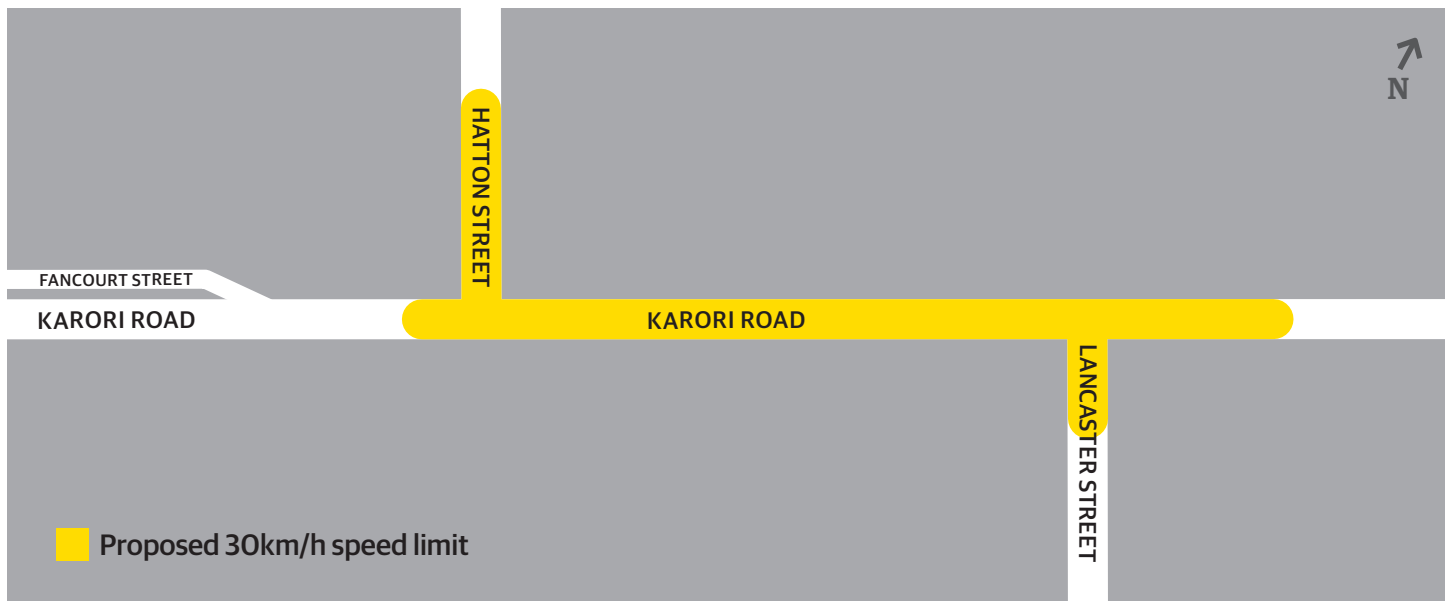 N
HATTON STREET
FANCOURT STREET
KARORI ROAD
KARORI ROAD
LANCASTER STREET
Proposed 30km/h speed limit